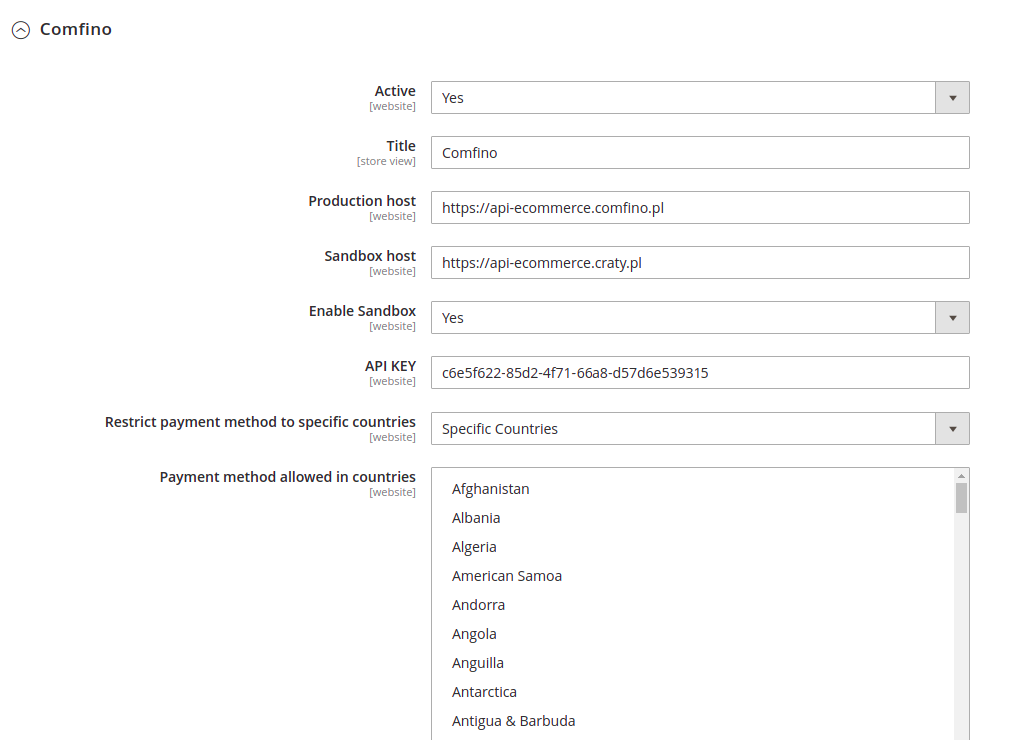 Comfino
Active
[website]
Yes
Title
[store view]
Comfino
Production host
[website]
https://api-ecommerce.comfino.pl
Sandbox host
[website]
https://api-ecommerce.craty.pl
Enable Sandbox
[website]
Yes
API KEY
[website]
c6e5f622-85d2-4f71-66a8-d57d6e539315
Restrict payment method to specific countries
[website]
Specific Countries
Payment method allowed in countries
[website]
Afghanistan
Albania
Algeria
American Samoa
Andorra
Angola
Anguilla
Antarctica
Antigua & Barbuda